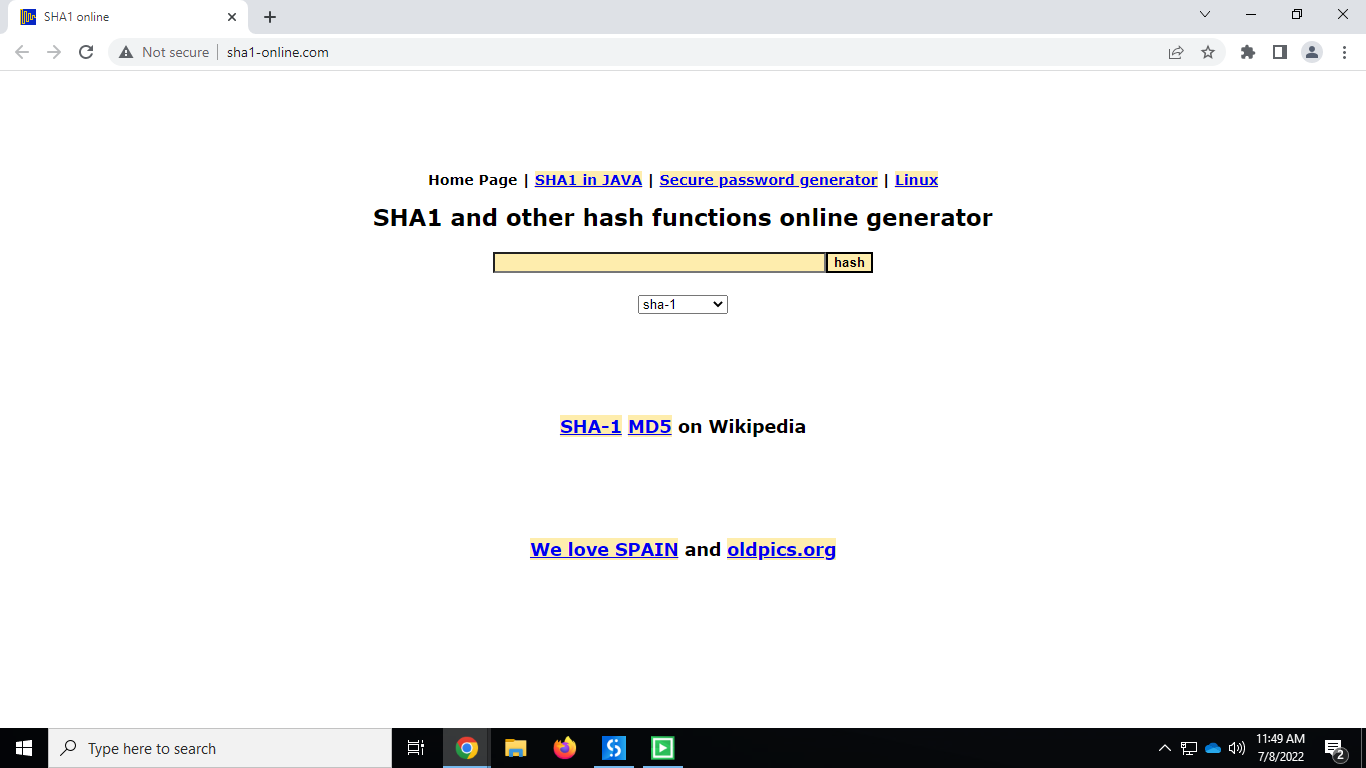 SHA1 online
Not secure
sha1-online.com
Home Page | SHA1 in JAVA | Secure password generator | Linux
SHA1 and other hash functions online generator
hash
sha-1
SHA-1 MD5 on Wikipedia
We love SPAIN and oldpics.org
Type here to search
11:49 AM
7/8/2022
2